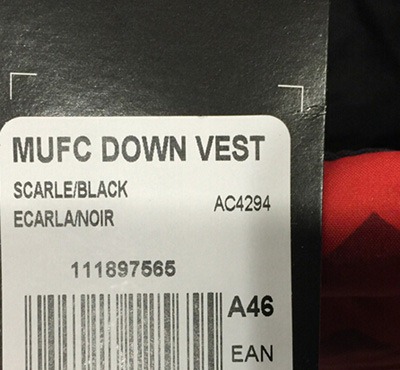 MUFC DOWN VEST
SCARLE/BLACK
ECARLA/NOIR
AC4294
111897565
A46
EAN